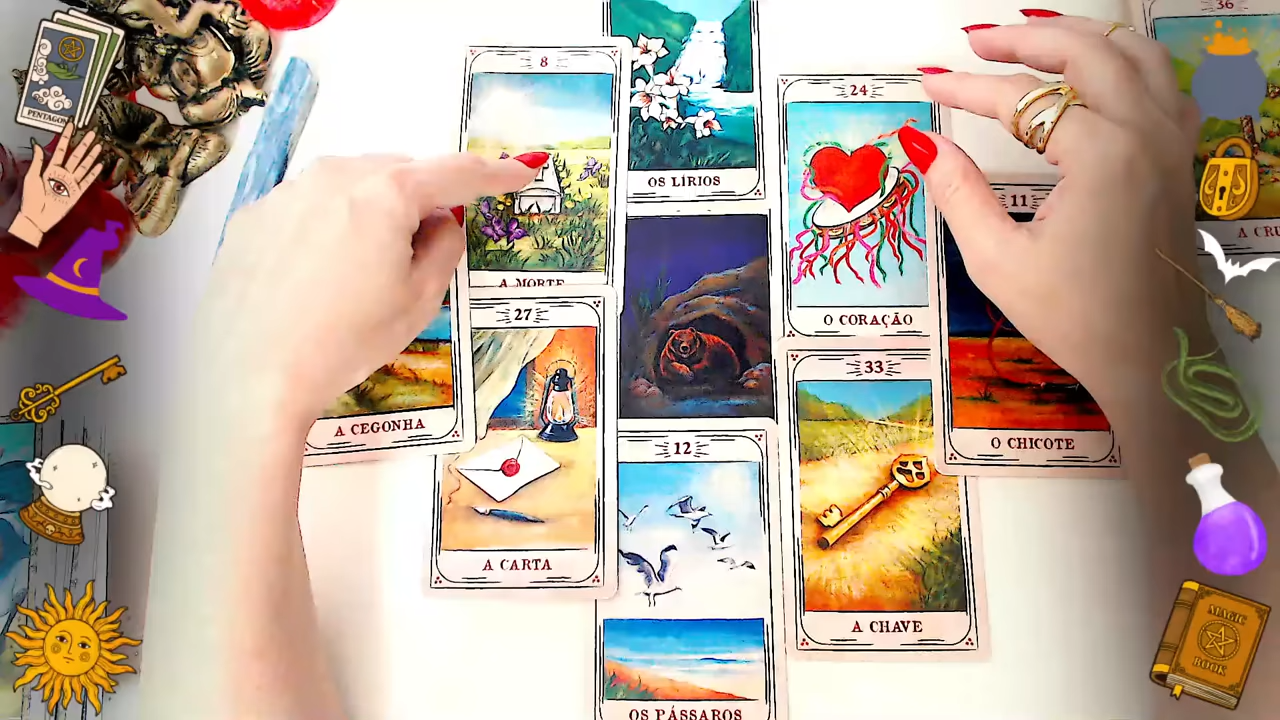 36
8
24
PENTAGO
OS LÍRIOS
11
A CRU
A MORTE
27
O CORAÇÃO
33
A CEGONHA
O CHICOTE
12
A CARTA
A CHAVE
MAGIC
BOOK
OS PÁSSAROS